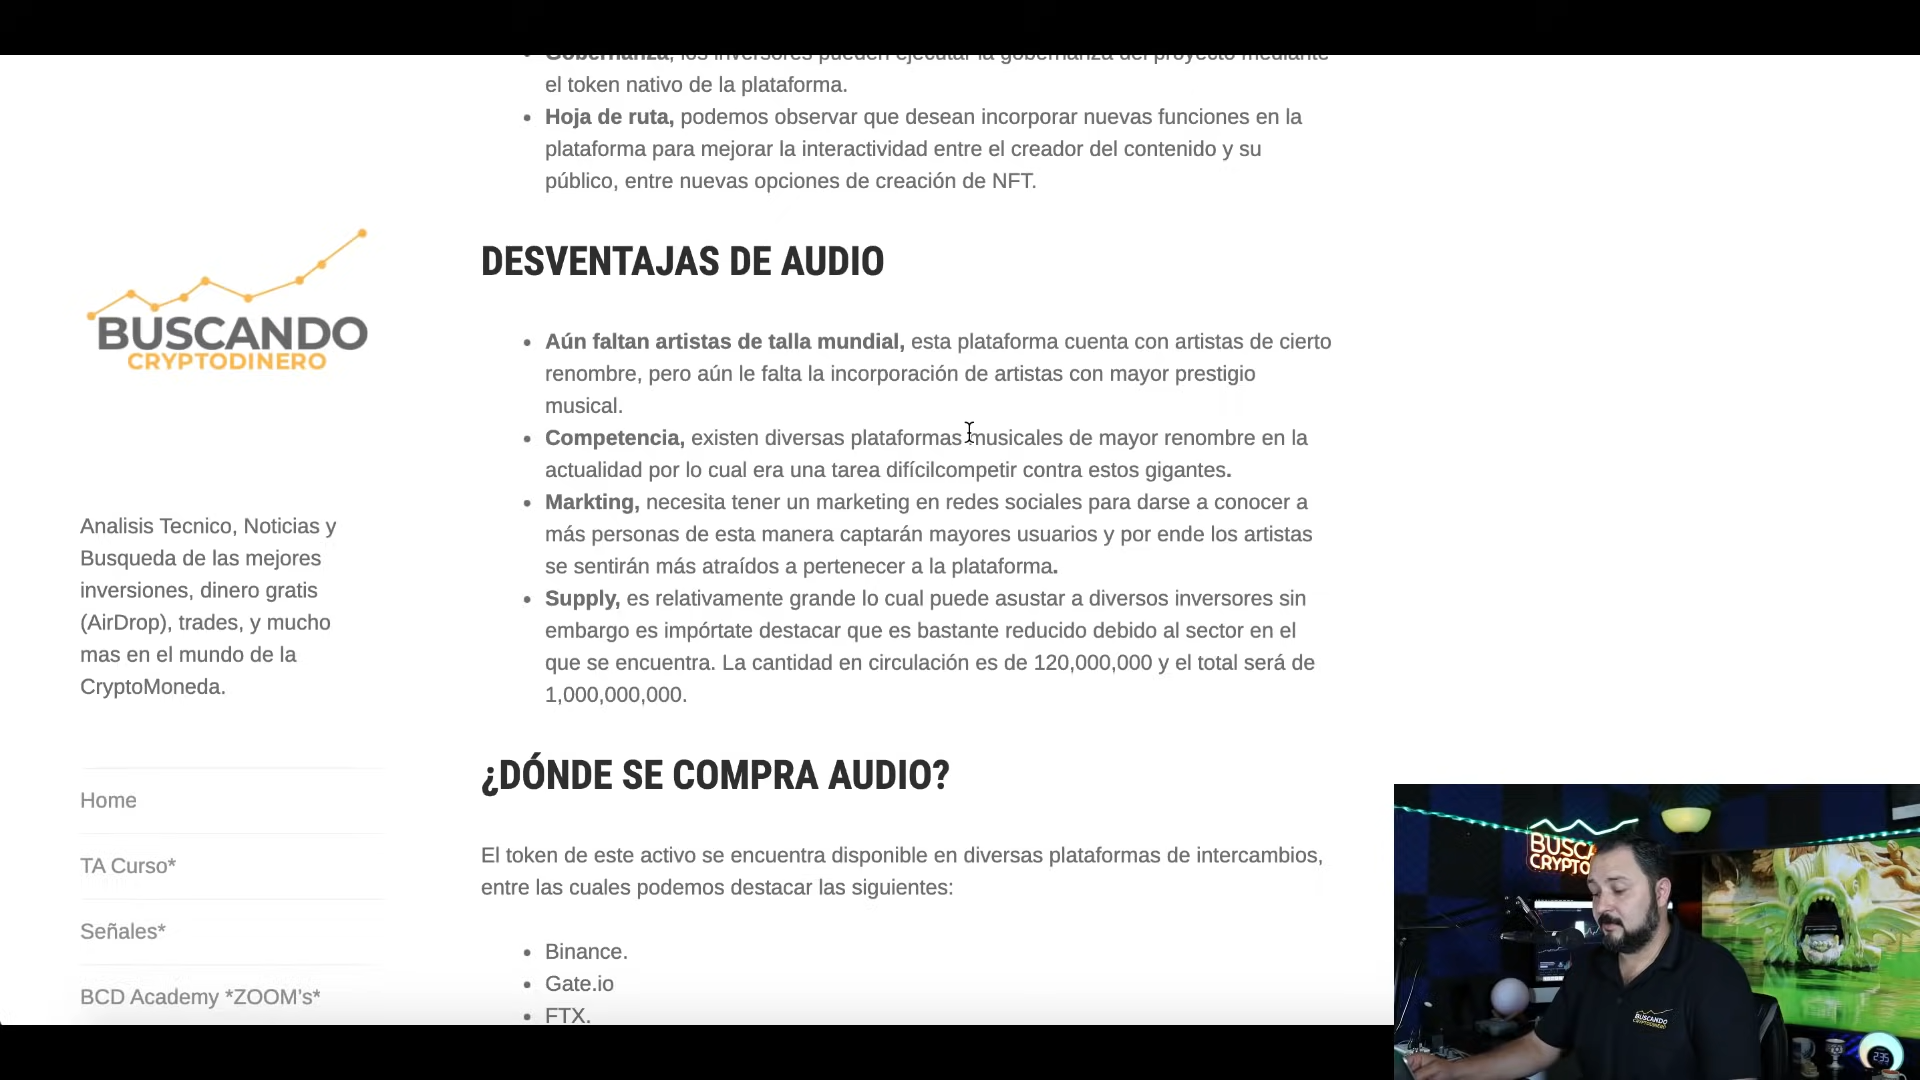 Gobernanza, los inversores pueden ejecutar la gobernanza del proyecto mediante
el token nativo de la plataforma.
Hoja de ruta, podemos observar que desean incorporar nuevas funciones en la
plataforma para mejorar la interactividad entre el creador del contenido y su
público, entre nuevas opciones de creación de NFT.
DESVENTAJAS DE AUDIO
Aún faltan artistas de talla mundial, esta plataforma cuenta con artistas de cierto
renombre, pero aún le falta la incorporación de artistas con mayor prestigio
musical.
Competencia, existen diversas plataformas musicales de mayor renombre en la
actualidad por lo cual era una tarea difícilcompetir contra estos gigantes.
Markting, necesita tener un marketing en redes sociales para darse a conocer a
más personas de esta manera captarán mayores usuarios y por ende los artistas
se sentirán más atraídos a pertenecer a la plataforma.
Supply, es relativamente grande lo cual puede asustar a diversos inversores sin
embargo es impórtate destacar que es bastante reducido debido al sector en el
que se encuentra. La cantidad en circulación es de 120,000,000 y el total será de
1,000,000,000.
¿DÓNDE SE COMPRA AUDIO?
El token de este activo se encuentra disponible en diversas plataformas de intercambios,
entre las cuales podemos destacar las siguientes:
Binance.
Gate.io
FTX.
BUSCANDO
CRYPTODINERO
Analisis Tecnico, Noticias y
Busqueda de las mejores
inversiones, dinero gratis
(AirDrop), trades, y mucho
mas en el mundo de la
CryptoMoneda.
Home
TA Curso*
Señales*
BCD Academy *ZOOM's*
BUSCA
CRYPTO
BUSCANDO
CRYPTODINERO
2:35